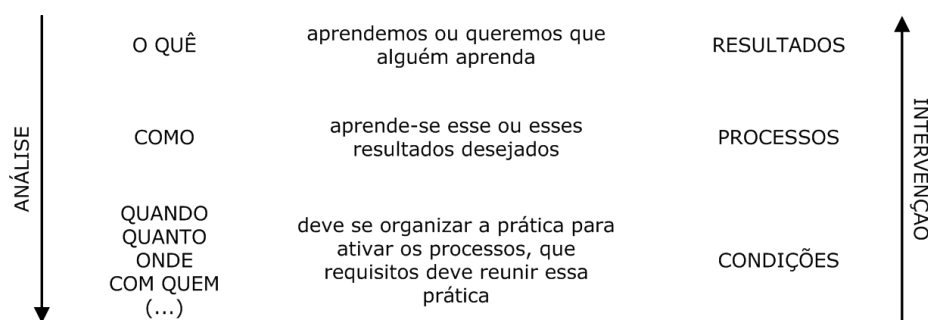 ANÁLISE
O QUÊ
aprendemos ou queremos que
alguém aprenda
RESULTADOS
COMO
aprende-se esse ou esses
resultados desejados
PROCESSOS
QUANDO
QUANTO
ONDE
COM QUEM
(...)
deve se organizar a prática para
ativar os processos, que
requisitos deve reunir essa
prática
CONDIÇÕES
INTERVENÇÃO